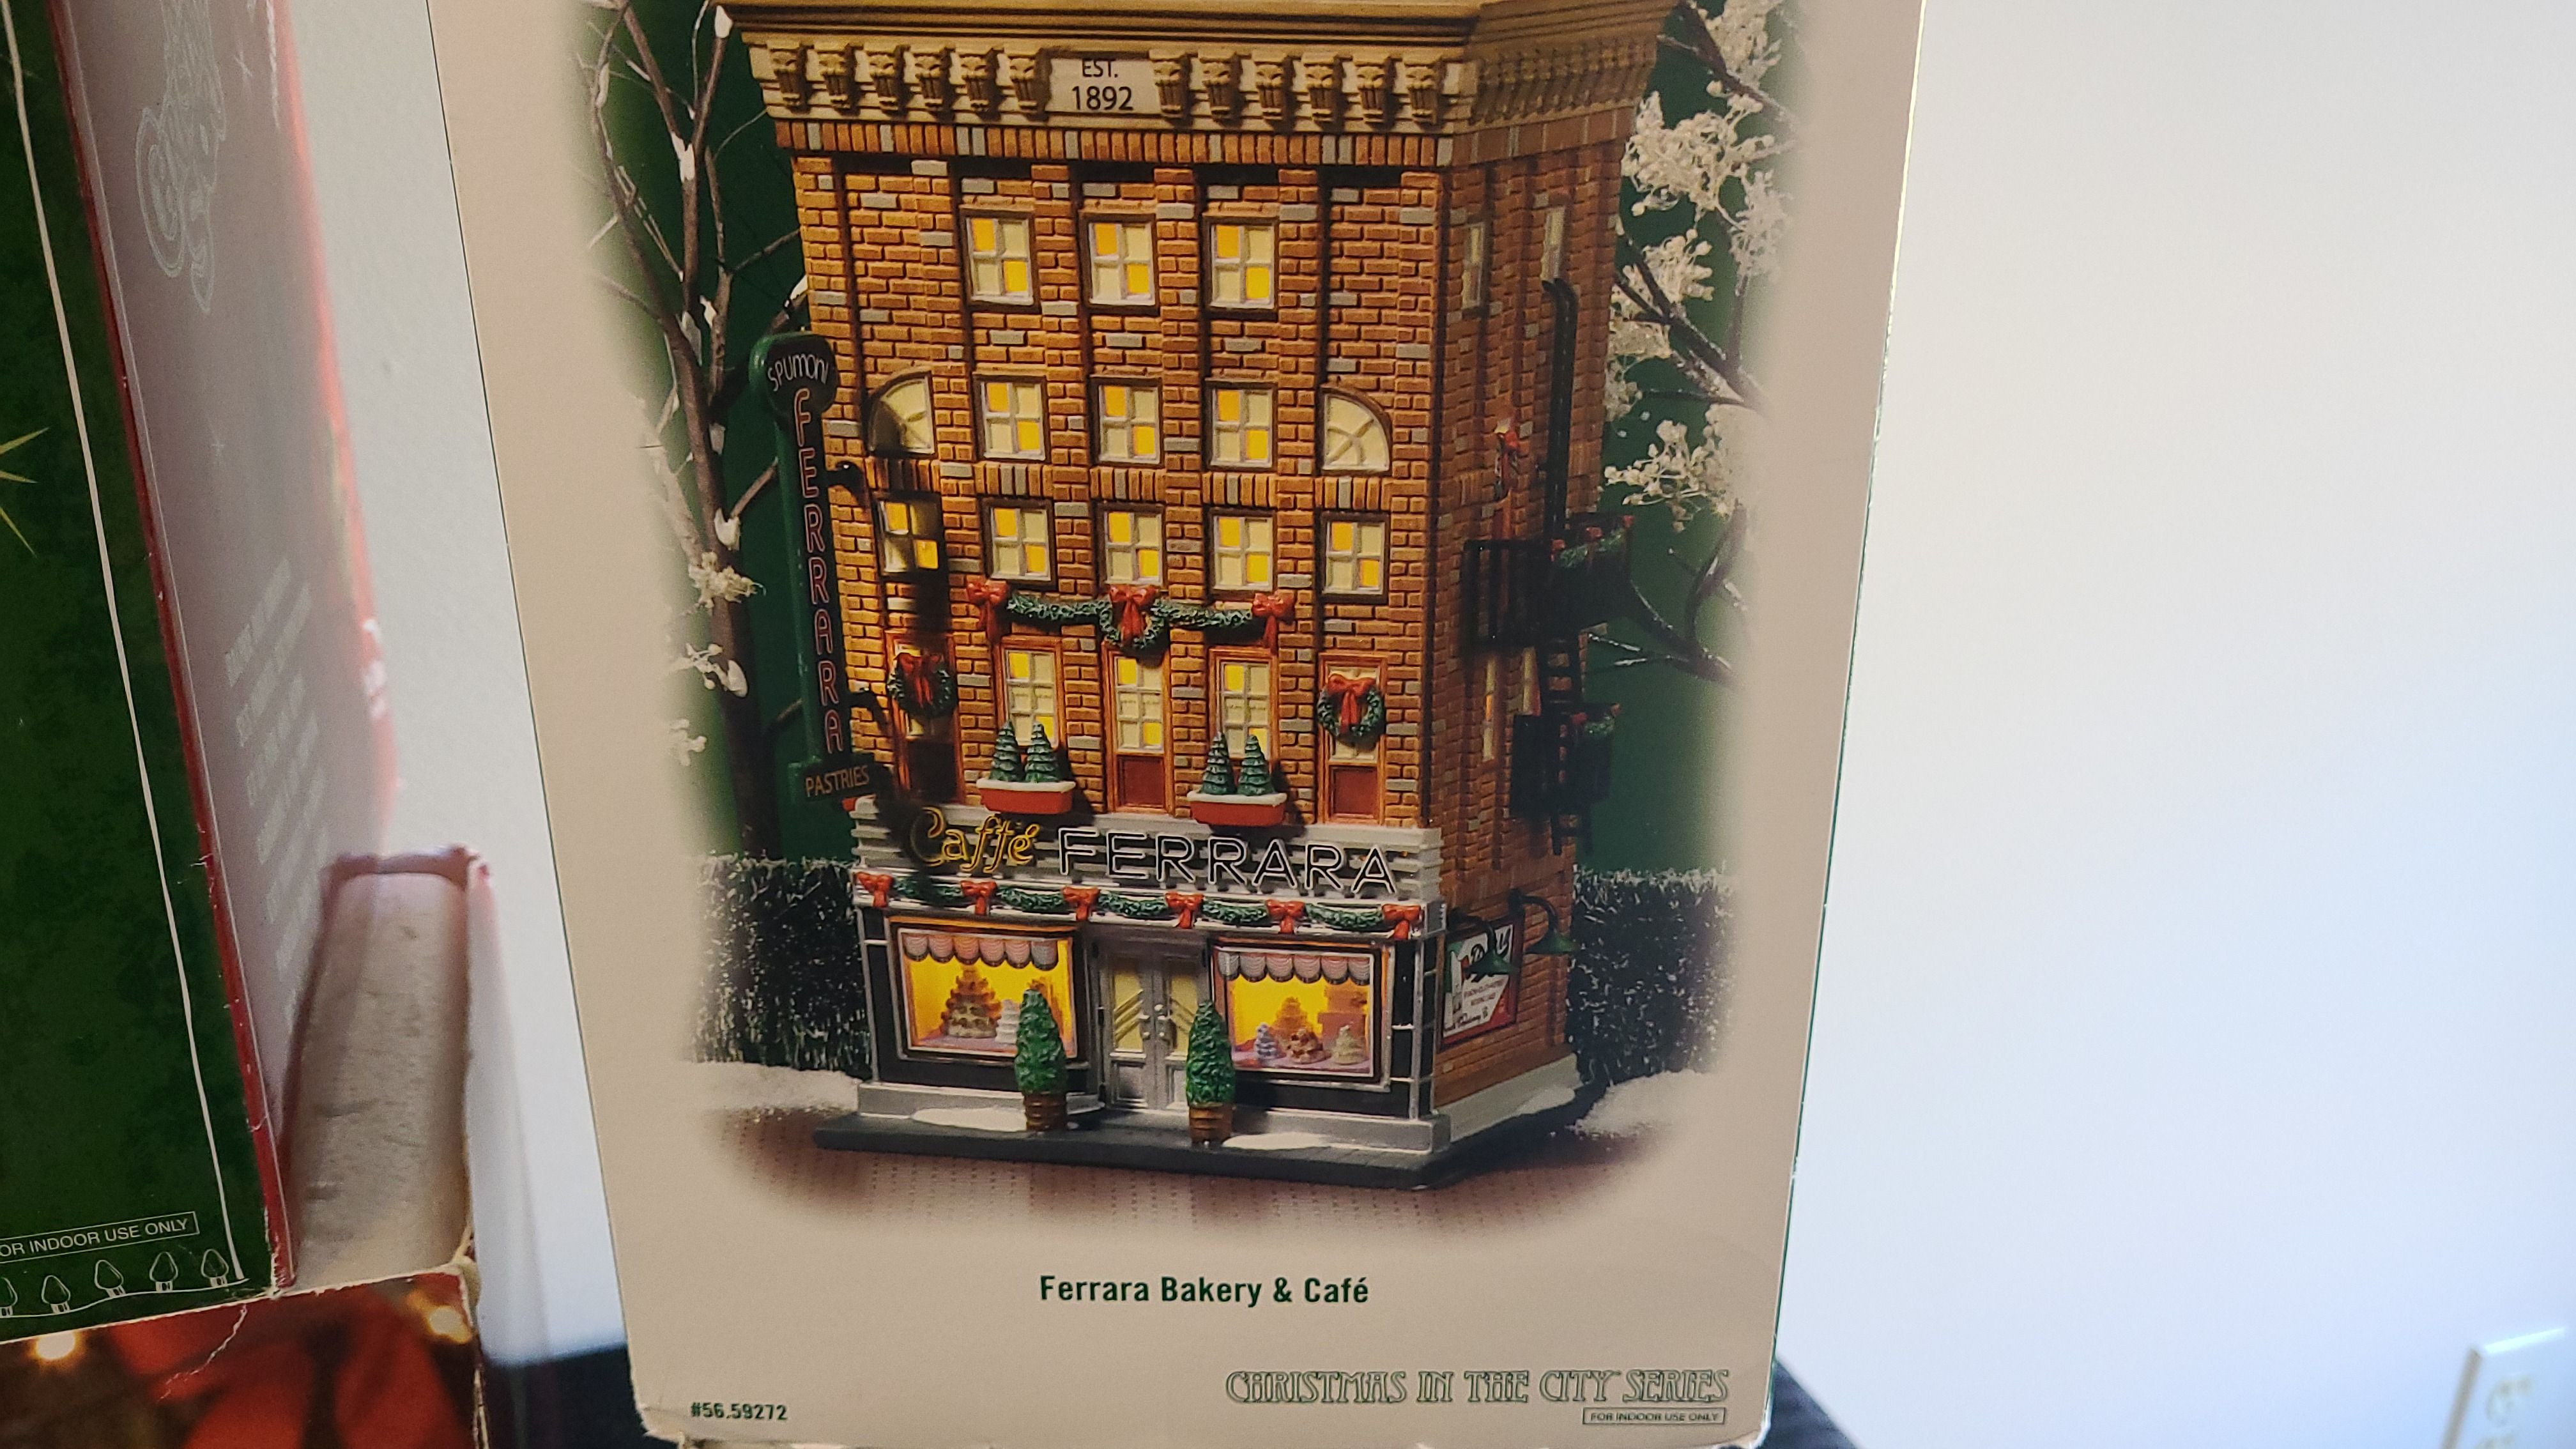 EST.
1892
SPUMONI
FERRARA
PASTRIES
Caffé FERRARA
OR INDOOR USE ONLY
Ferrara Bakery & Café
CHRISTMAS IN THE CITY SERIES
FOR INDOOR USE ONLY
#56.59272